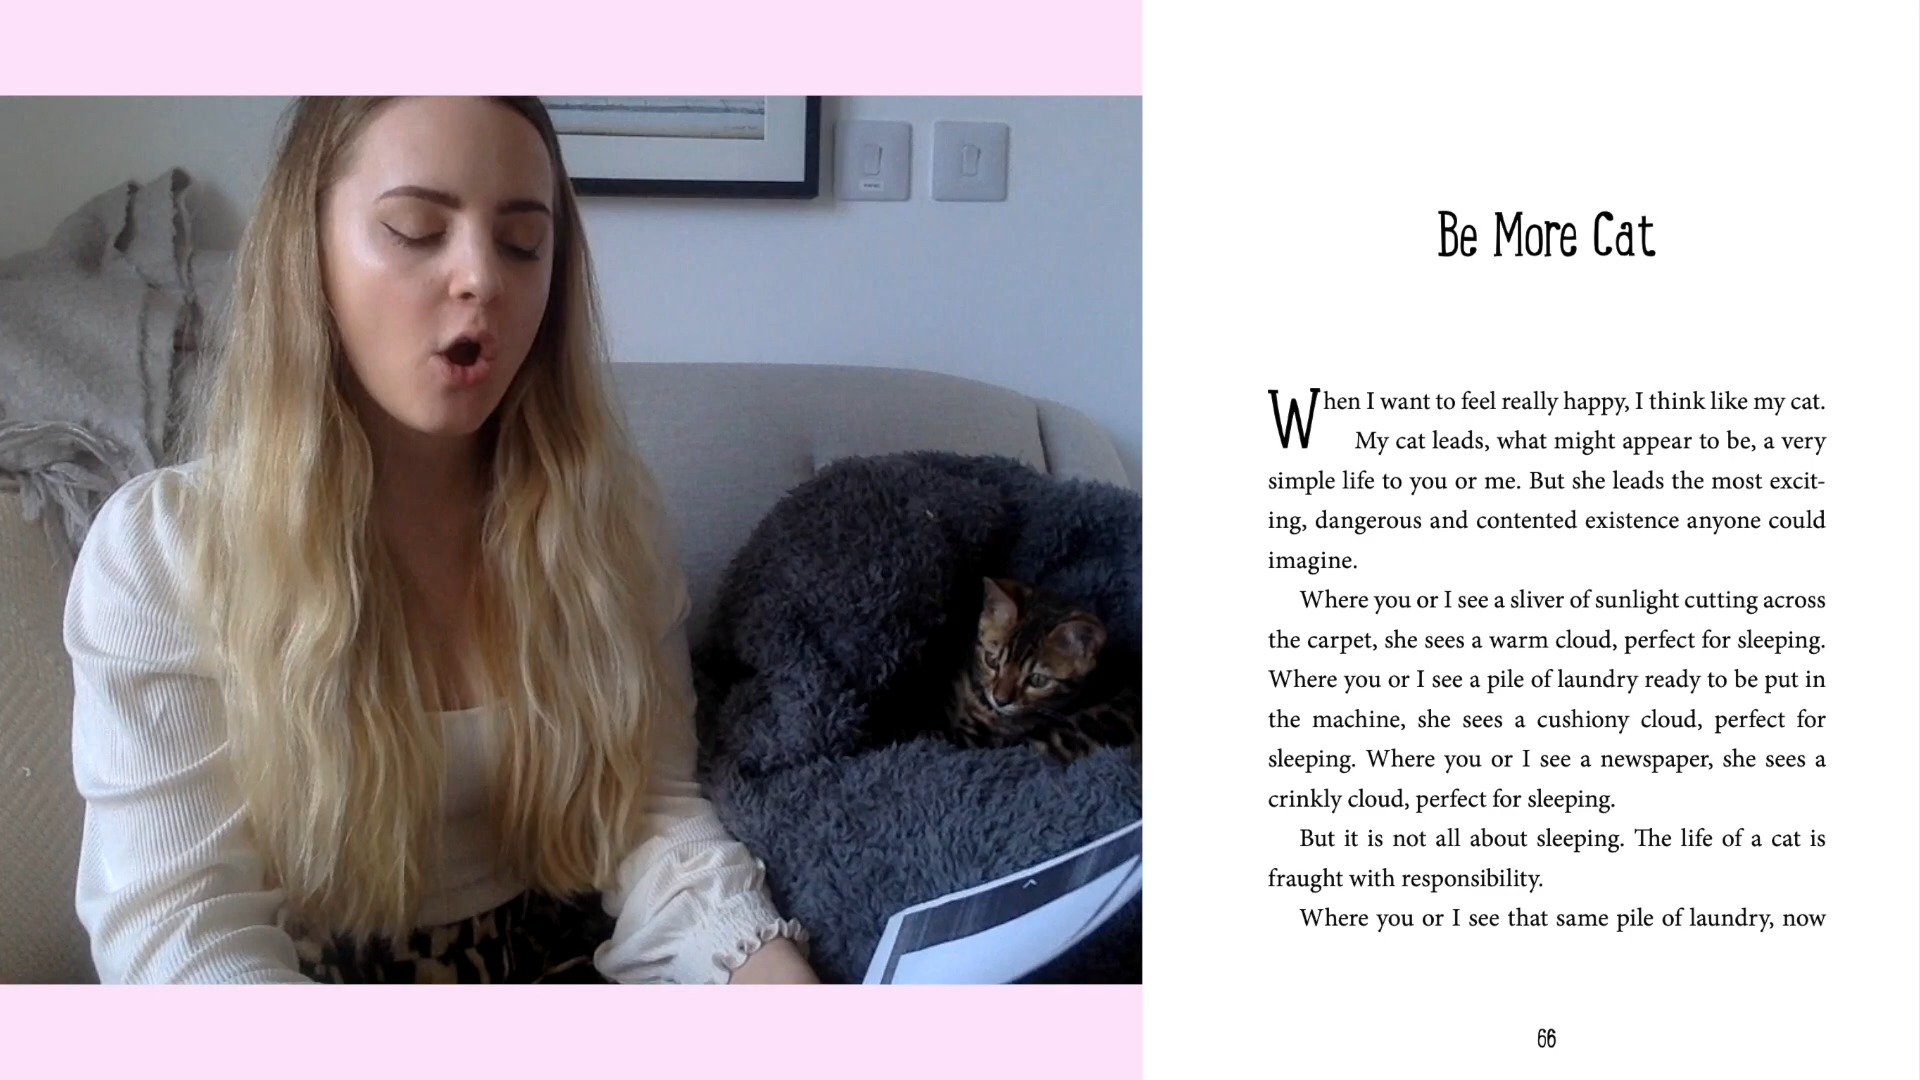 Be More Cat
When I want to feel really happy, I think like my cat.
My cat leads, what might appear to be, a very
simple life to you or me. But she leads the most excit-
ing, dangerous and contented existence anyone could
imagine.
Where you or I see a sliver of sunlight cutting across
the carpet, she sees a warm cloud, perfect for sleeping.
Where you or I see a pile of laundry ready to be put in
the machine, she sees a cushiony cloud, perfect for
sleeping. Where you or I see a newspaper, she sees a
crinkly cloud, perfect for sleeping.
But it is not all about sleeping. The life of a cat is
fraught with responsibility.
Where you or I see that same pile of laundry, now
66